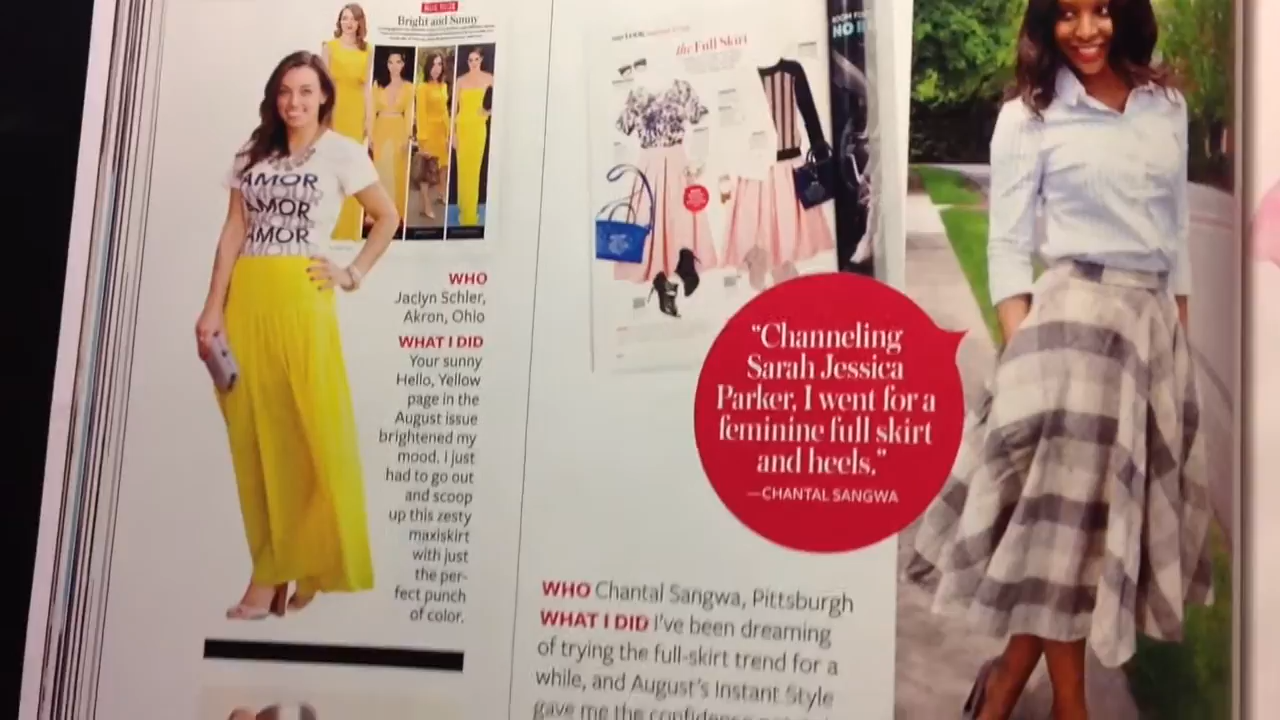 Bright and Sunny
AMOR
AMOR
AMOR
WHO
Jaclyn Schler,
Akron, Ohio
WHAT I DID
Your sunny
Hello, Yellow
page in the
August issue
brightened my
mood. I just
had to go out
and scoop
up this zesty
maxiskirt
with just
the per-
fect punch
of color.
the Full Skirt
“Channeling
Sarah Jessica
Parker, I went for a
feminine full skirt
and heels.”
—CHANTAL SANGWA
WHO Chantal Sangwa, Pittsburgh
WHAT I DID I've been dreaming
of trying the full-skirt trend for a
while, and August's Instant Style
gave me the confidence